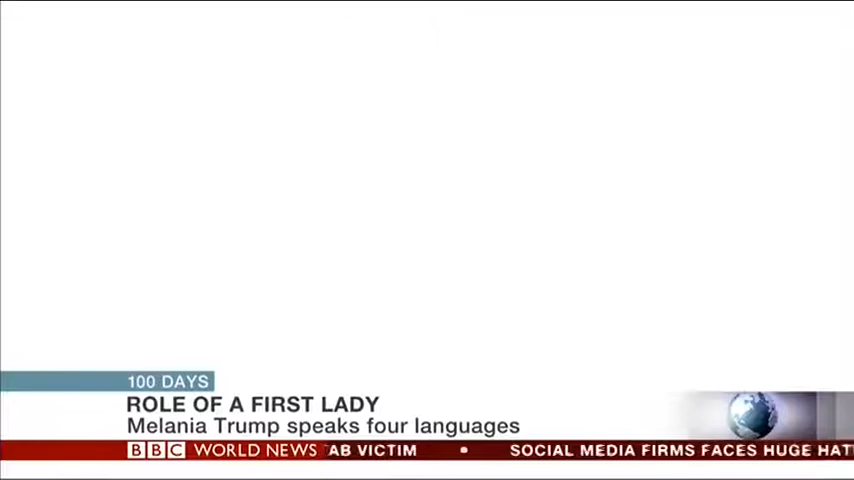 100 DAYS
ROLE OF A FIRST LADY
Melania Trump speaks four languages
BBC WORLD NEWS AB VICTIM • SOCIAL MEDIA FIRMS FACES HUGE HAT